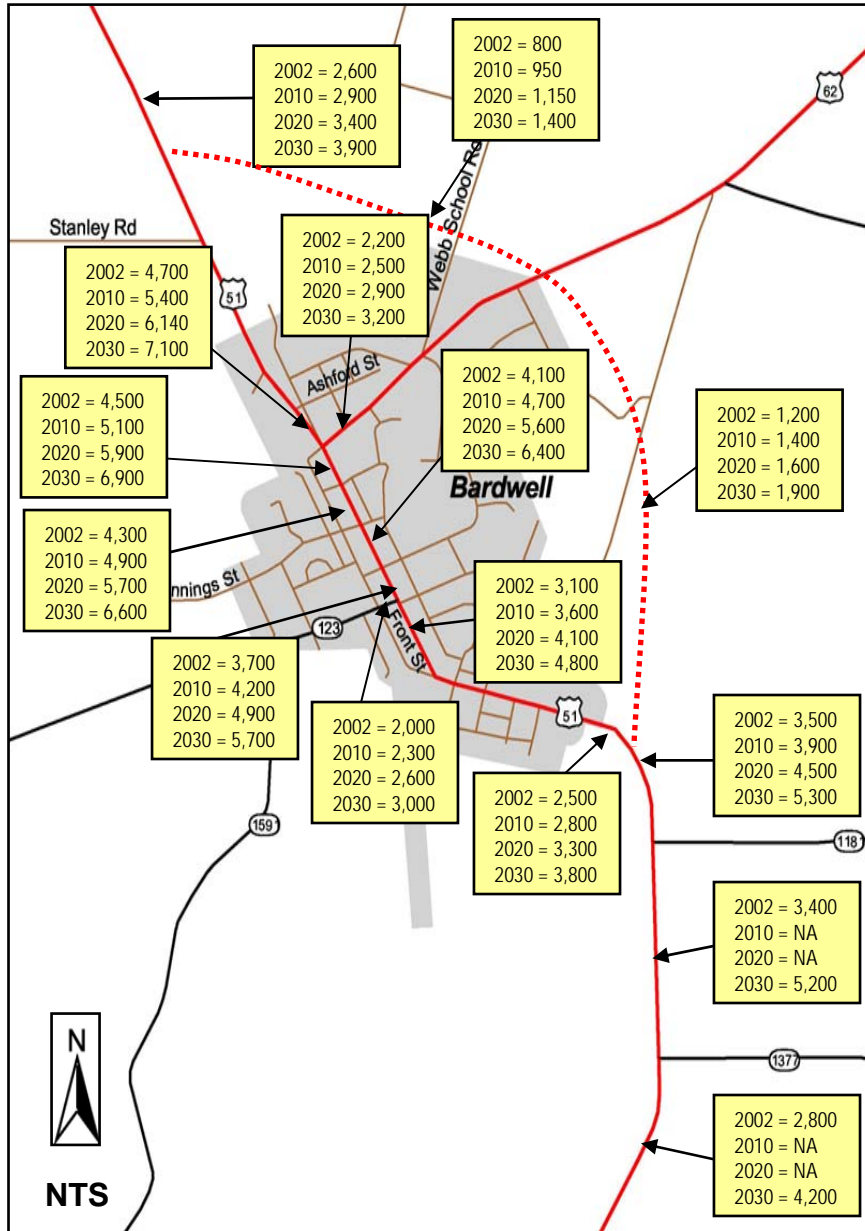 2002 = 2,600
2010 = 2,900
2020 = 3,400
2030 = 3,900
2002 = 800
2010 = 950
2020 = 1,150
2030 = 1,400
62
Webb School Rd
Stanley Rd
51
2002 = 4,700
2010 = 5,400
2020 = 6,140
2030 = 7,100
2002 = 2,200
2010 = 2,500
2020 = 2,900
2030 = 3,200
Ashford St
2002 = 4,500
2010 = 5,100
2020 = 5,900
2030 = 6,900
2002 = 4,100
2010 = 4,700
2020 = 5,600
2030 = 6,400
Bardwell
2002 = 1,200
2010 = 1,400
2020 = 1,600
2030 = 1,900
2002 = 4,300
2010 = 4,900
2020 = 5,700
2030 = 6,600
nnings St
123
Front St
2002 = 3,100
2010 = 3,600
2020 = 4,100
2030 = 4,800
2002 = 3,700
2010 = 4,200
2020 = 4,900
2030 = 5,700
2002 = 2,000
2010 = 2,300
2020 = 2,600
2030 = 3,000
51
2002 = 3,500
2010 = 3,900
2020 = 4,500
2030 = 5,300
2002 = 2,500
2010 = 2,800
2020 = 3,300
2030 = 3,800
159
118
2002 = 3,400
2010 = NA
2020 = NA
2030 = 5,200
1377
2002 = 2,800
2010 = NA
2020 = NA
2030 = 4,200
N
NTS